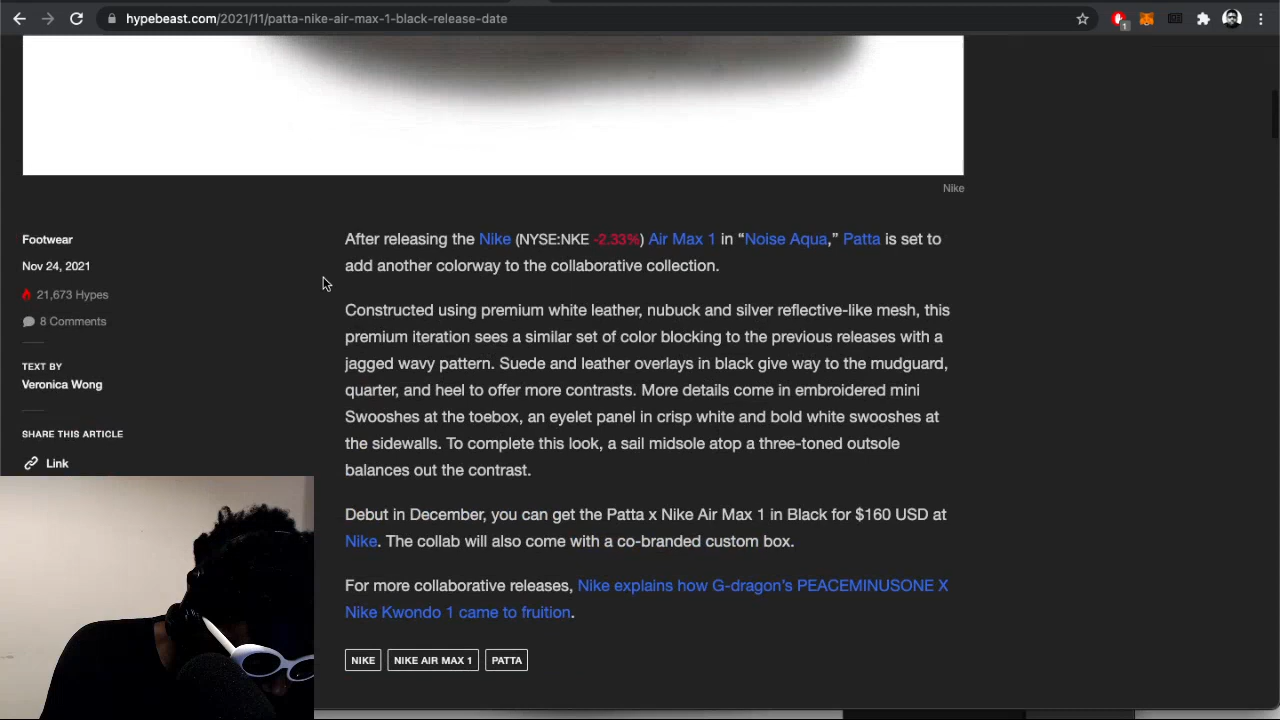 hypebeast.com/2021/11/patta-nike-air-max-1-black-release-date
1
Nike
Footwear
Nov 24, 2021
21,673 Hypes
8 Comments
TEXT BY
Veronica Wong
SHARE THIS ARTICLE
Link
After releasing the Nike (NYSE:NKE -2.33%) Air Max 1 in “Noise Aqua,” Patta is set to
add another colorway to the collaborative collection.
Constructed using premium white leather, nubuck and silver reflective-like mesh, this
premium iteration sees a similar set of color blocking to the previous releases with a
jagged wavy pattern. Suede and leather overlays in black give way to the mudguard,
quarter, and heel to offer more contrasts. More details come in embroidered mini
Swooshes at the toebox, an eyelet panel in crisp white and bold white swooshes at
the sidewalls. To complete this look, a sail midsole atop a three-toned outsole
balances out the contrast.
Debut in December, you can get the Patta x Nike Air Max 1 in Black for $160 USD at
Nike. The collab will also come with a co-branded custom box.
For more collaborative releases, Nike explains how G-dragon’s PEACEMINUSONE X
Nike Kwondo 1 came to fruition.
NIKE NIKE AIR MAX 1 PATTA